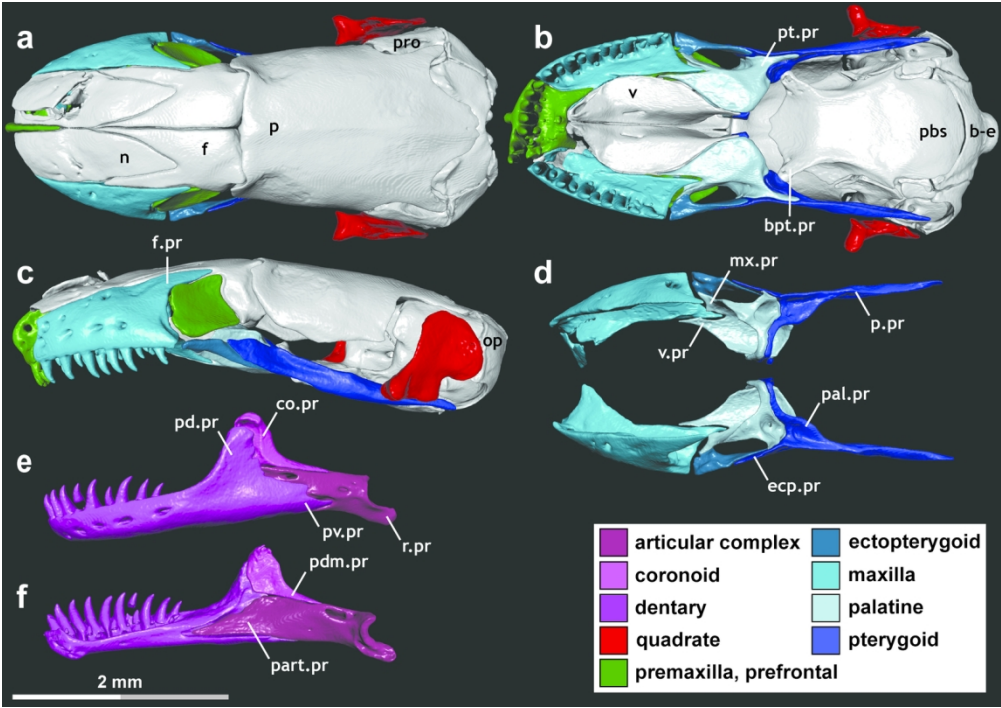 a
pro
n
f
p
b
pt.pr
v
pbs
b-e
bpt.pr
c
f.pr
op
d
mx.pr
v.pr
p.pr
pal.pr
ecp.pr
e
pd.pr
co.pr
pv.pr
r.pr
f
pdm.pr
part.pr
2 mm
articular complex
coronoid
dentary
quadrate
premaxilla, prefrontal
ectopterygoid
maxilla
palatine
pterygoid